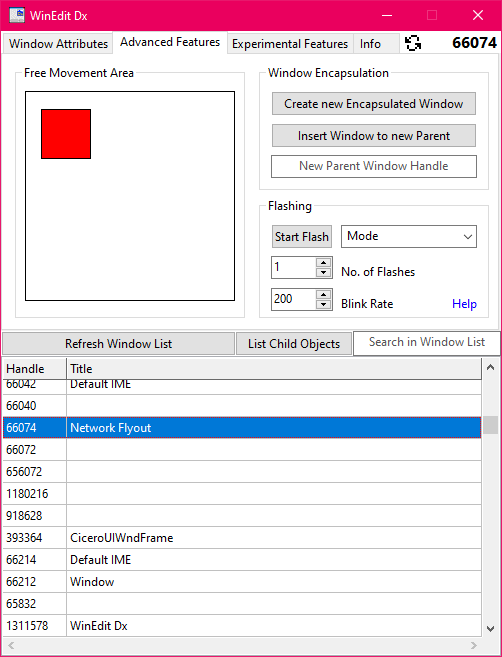 WinEdit Dx
Window Attributes Advanced Features Experimental Features Info 66074
Free Movement Area
Window Encapsulation
Create new Encapsulated Window
Insert Window to new Parent
New Parent Window Handle
Flashing
Start Flash Mode
1 No. of Flashes
200 Blink Rate Help
Refresh Window List List Child Objects Search in Window List
Handle Title
66042 Default IME
66040
66074 Network Flyout
66072
656072
1180216
918628
393364 CiceroUIWndFrame
66214 Default IME
66212 Window
65832
1311578 WinEdit Dx